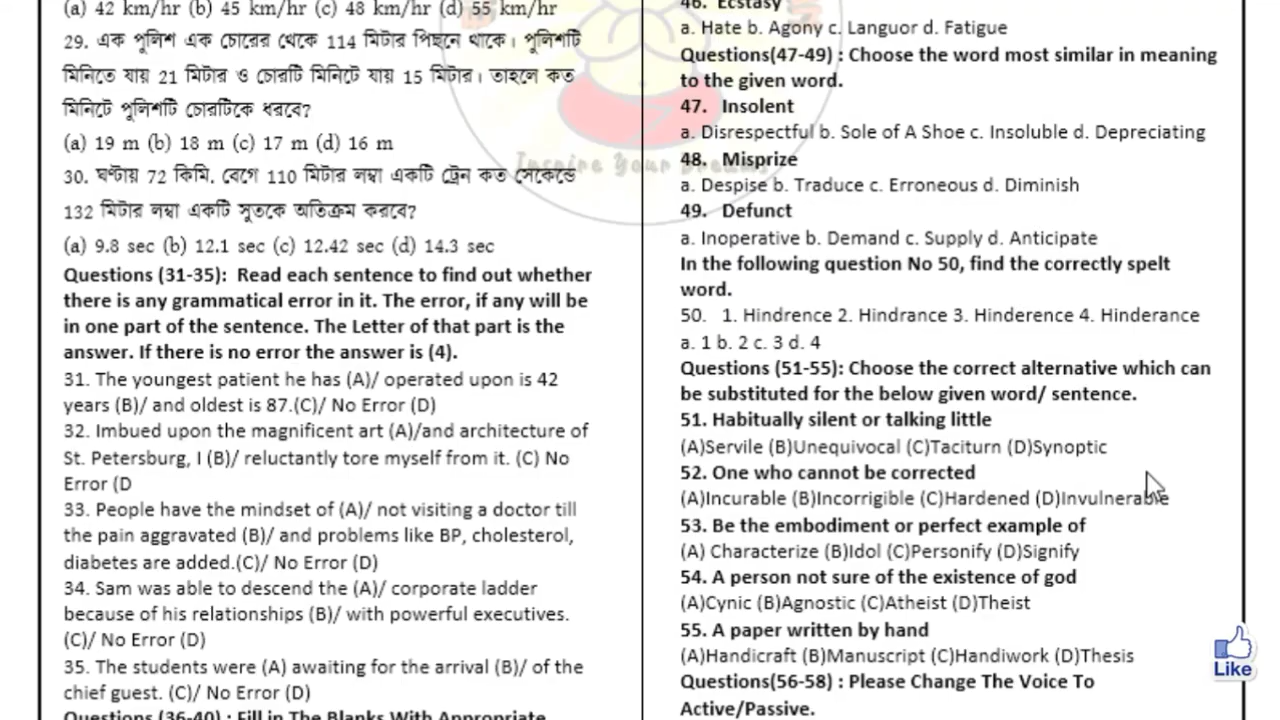 (a) 42 km/hr (b) 45 km/hr (c) 48 km/hr (d) 55 km/hr
29. এক পুলিশ এক চোরের থেকে 114 মিটার পিছনে থাকে। পুলিশটি
মিনিতে যায় 21 মিটার ও চোরটি মিনিটে যায় 15 মিটার। তাহলে কত
মিনিটে পুলিশটি চোরটিকে ধরবে?
(a) 19 m (b) 18 m (c) 17 m (d) 16 m
30. ঘণ্টায় 72 কিমি. বেগে 110 মিটার লম্বা একটি ট্রেন কত সেকেন্ডে
132 মিটার লম্বা একটি সুতকে অতিক্রম করবে?
(a) 9.8 sec (b) 12.1 sec (c) 12.42 sec (d) 14.3 sec
Questions (31-35): Read each sentence to find out whether
there is any grammatical error in it. The error, if any will be
in one part of the sentence. The Letter of that part is the
answer. If there is no error the answer is (4).
31. The youngest patient he has (A)/ operated upon is 42
years (B)/ and oldest is 87.(C)/ No Error (D)
32. Imbued upon the magnificent art (A)/and architecture of
St. Petersburg, I (B)/ reluctantly tore myself from it. (C) No
Error (D
33. People have the mindset of (A)/ not visiting a doctor till
the pain aggravated (B)/ and problems like BP, cholesterol,
diabetes are added.(C)/ No Error (D)
34. Sam was able to descend the (A)/ corporate ladder
because of his relationships (B)/ with powerful executives.
(C)/ No Error (D)
35. The students were (A) awaiting for the arrival (B)/ of the
chief guest. (C)/ No Error (D)
Questions (36-40) : Fill in The Blanks With Appropriate
46. Ecstasy
a. Hate b. Agony c. Languor d. Fatigue
Questions(47-49) : Choose the word most similar in meaning
to the given word.
47. Insolent
a. Disrespectful b. Sole of A Shoe c. Insoluble d. Depreciating
48. Misprize
a. Despise b. Traduce c. Erroneous d. Diminish
49. Defunct
a. Inoperative b. Demand c. Supply d. Anticipate
In the following question No 50, find the correctly spelt
word.
50. 1. Hindrence 2. Hindrance 3. Hinderence 4. Hinderance
a. 1 b. 2 c. 3 d. 4
Questions (51-55): Choose the correct alternative which can
be substituted for the below given word/ sentence.
51. Habitually silent or talking little
(A)Servile (B)Unequivocal (C)Taciturn (D)Synoptic
52. One who cannot be corrected
(A)Incurable (B)Incorrigible (C)Hardened (D)Invulnerable
53. Be the embodiment or perfect example of
(A) Characterize (B)Idol (C)Personify (D)Signify
54. A person not sure of the existence of god
(A)Cynic (B)Agnostic (C)Atheist (D)Theist
55. A paper written by hand
(A)Handicraft (B)Manuscript (C)Handiwork (D)Thesis
Questions(56-58) : Please Change The Voice To
Active/Passive.
Inspire Your Dreams
Like